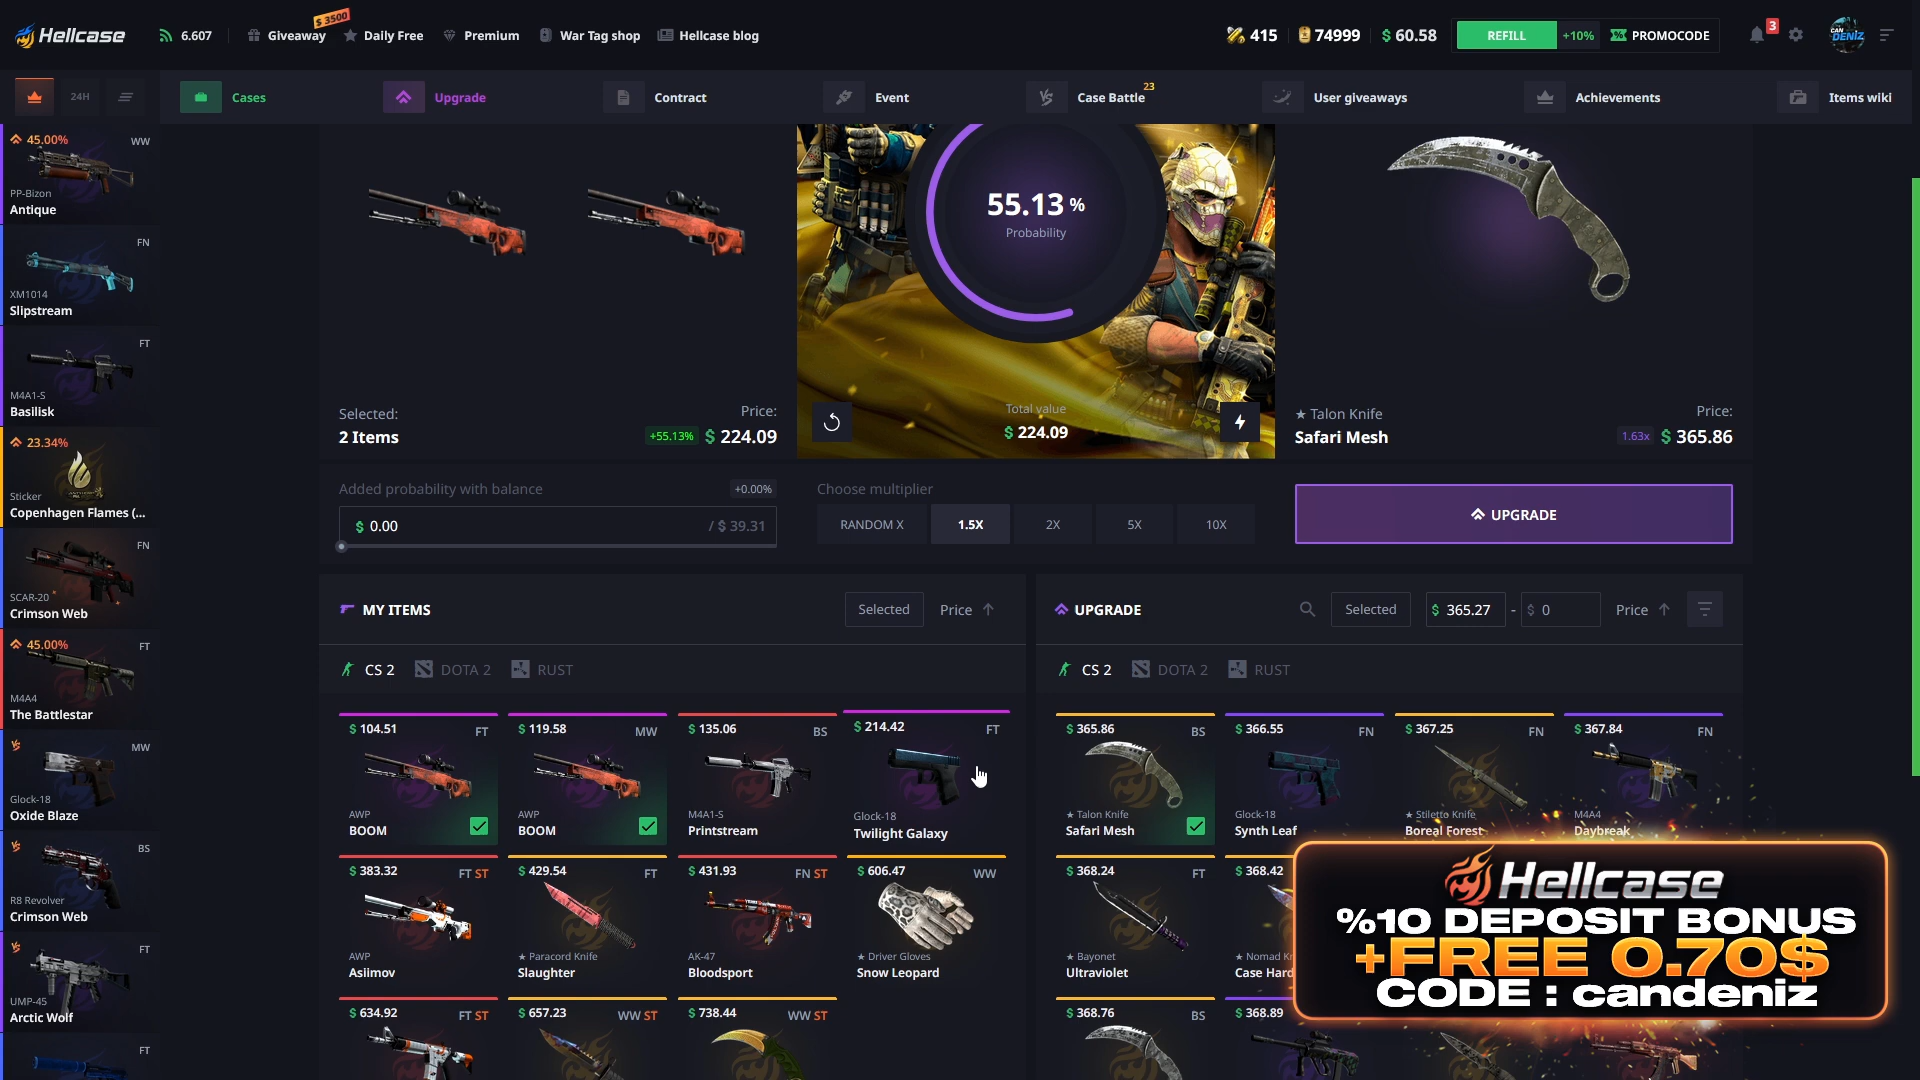 Hellcase
6.607
$ 3500
Giveaway
Daily Free
Premium
War Tag shop
Hellcase blog
415
74999
$ 60.58
REFILL
+10%
PROMOCODE
3
CAN DENIZ
24H
Cases
Upgrade
Contract
Event
Case Battle
23
User giveaways
Achievements
Items wiki
45.00%
WW
PP-Bizon
Antique
FN
XM1014
Slipstream
FT
M4A1-S
Basilisk
23.34%
Sticker
Copenhagen Flames (...
FN
SCAR-20
Crimson Web
45.00%
FT
M4A4
The Battlestar
MW
Glock-18
Oxide Blaze
BS
R8 Revolver
Crimson Web
FT
UMP-45
Arctic Wolf
FT
55.13 %
Probability
Selected:
2 Items
Price:
+55.13%
$ 224.09
Total value
$ 224.09
★ Talon Knife
Safari Mesh
Price:
1.63x
$ 365.86
Added probability with balance
+0.00%
$ 0.00
/ $ 39.31
Choose multiplier
RANDOM X
1.5X
2X
5X
10X
UPGRADE
MY ITEMS
Selected
Price
UPGRADE
Selected
$ 365.27
-
$ 0
Price
CS 2
DOTA 2
RUST
CS 2
DOTA 2
RUST
$ 104.51
FT
AWP
BOOM
$ 119.58
MW
AWP
BOOM
$ 135.06
BS
M4A1-S
Printstream
$ 214.42
FT
Glock-18
Twilight Galaxy
$ 365.86
BS
★ Talon Knife
Safari Mesh
$ 366.55
FN
Glock-18
Synth Leaf
$ 367.25
FN
★ Stiletto Knife
Boreal Forest
$ 367.84
FN
M4A4
Daybreak
$ 383.32
FT ST
AWP
Asiimov
$ 429.54
FT
★ Paracord Knife
Slaughter
$ 431.93
FN ST
AK-47
Bloodsport
$ 606.47
WW
★ Driver Gloves
Snow Leopard
$ 368.24
FT
★ Bayonet
Ultraviolet
$ 368.42
★ Nomad Kn
Case Hard
$ 634.92
FT ST
$ 657.23
WW ST
$ 738.44
WW ST
$ 368.76
BS
$ 368.89
Hellcase
%10 DEPOSIT BONUS
+FREE 0.70$
CODE : candeniz